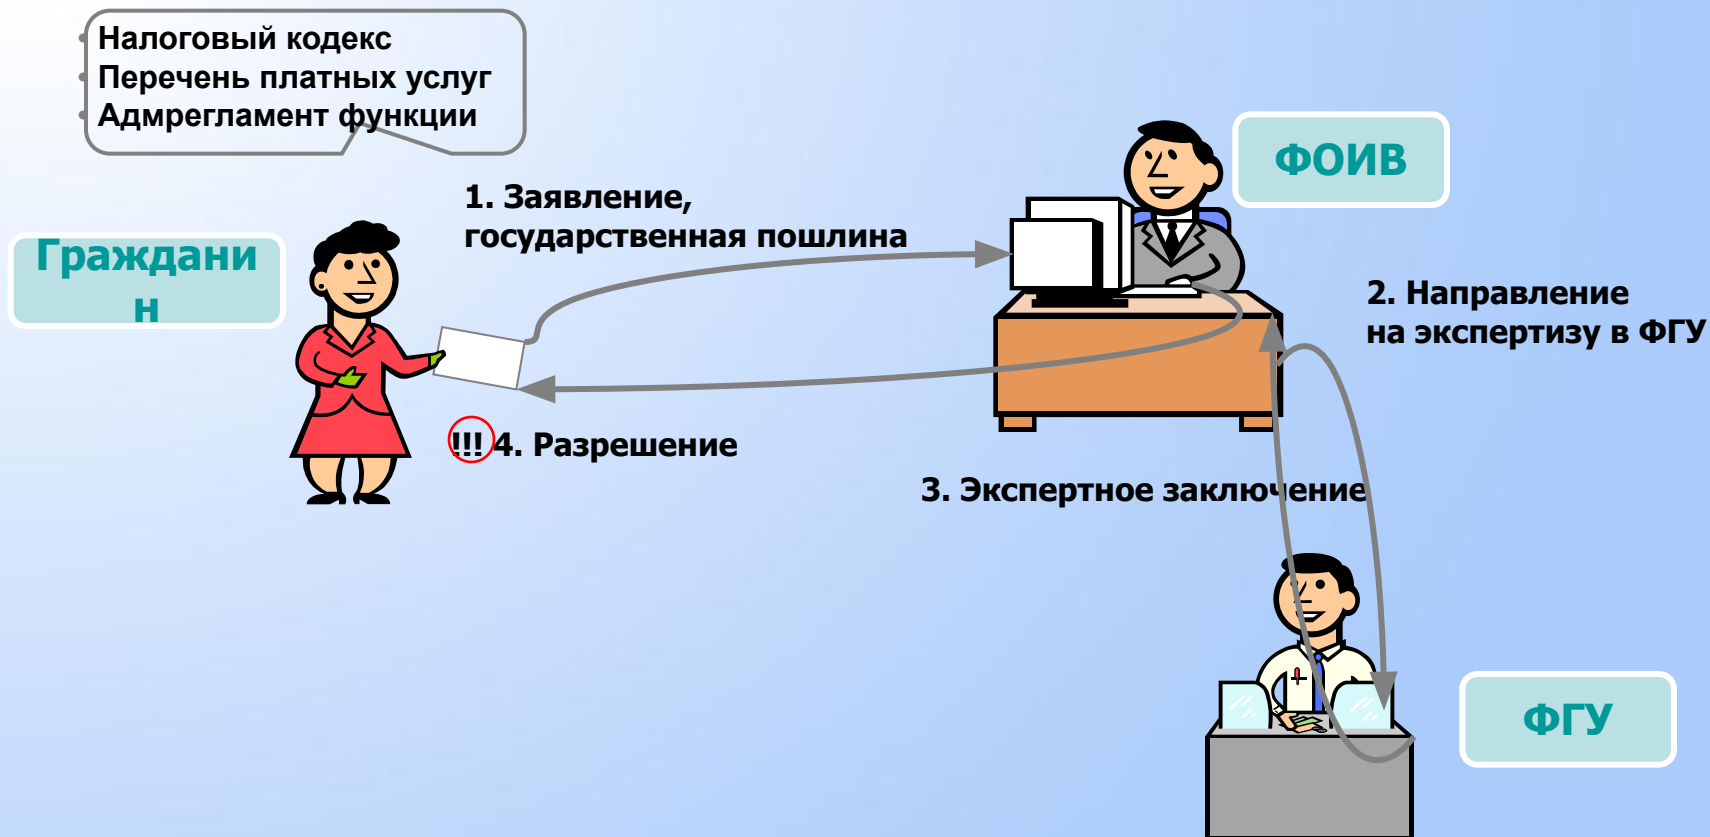 • Налоговый кодекс
• Перечень платных услуг
• Адмрегламент функции
ФОИВ
1. Заявление,
государственная пошлина
Граждани
н
2. Направление
на экспертизу в ФГУ
!!! 4. Разрешение
3. Экспертное заключение
ФГУ